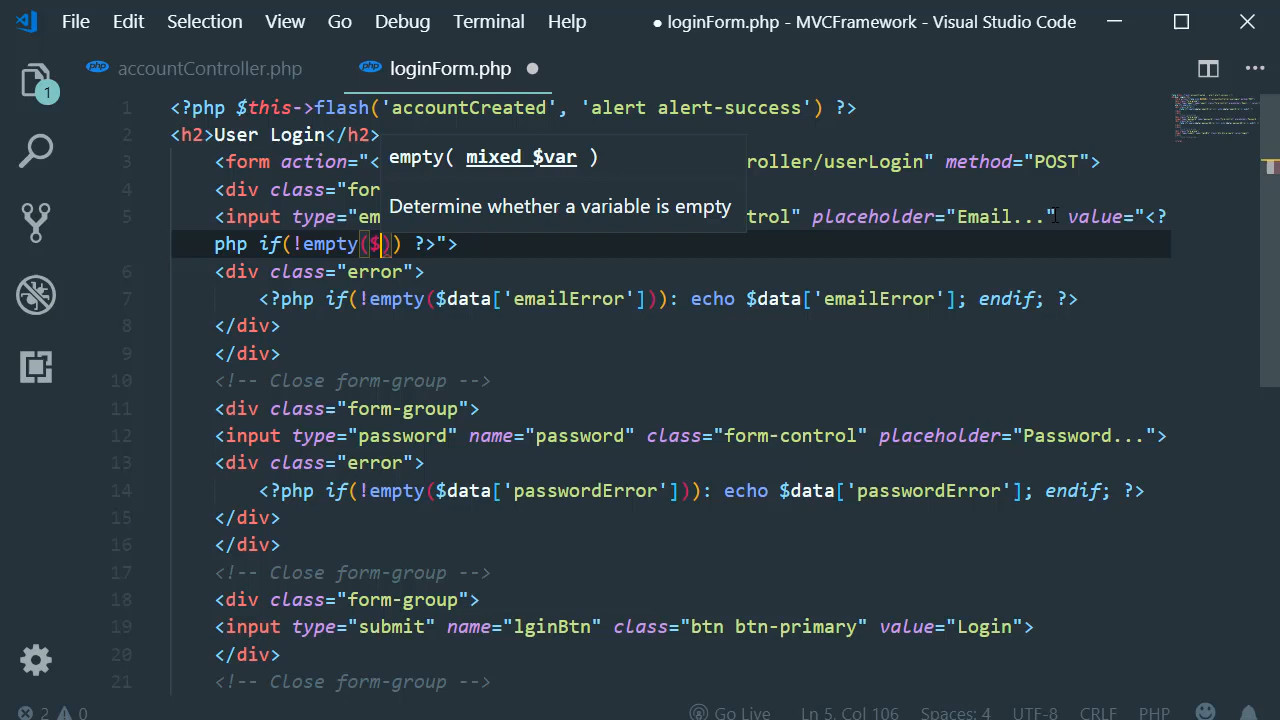 File Edit Selection View Go Debug Terminal Help
● loginForm.php - MVCFramework - Visual Studio Code
1
php accountController.php
php loginForm.php
1 <?php $this->flash('accountCreated', 'alert alert-success') ?>
2 <h2>User Login</h2>
empty( mixed $var )
3 <form action="< roller/userLogin" method="POST">
4 <div class="for
Determine whether a variable is empty
5 <input type="em trol" placeholder="Email..." value="<?
php if(!empty($)) ?>">
6 <div class="error">
7 <?php if(!empty($data['emailError'])): echo $data['emailError']; endif; ?>
8 </div>
9 </div>
10 <!-- Close form-group -->
11 <div class="form-group">
12 <input type="password" name="password" class="form-control" placeholder="Password...">
13 <div class="error">
14 <?php if(!empty($data['passwordError'])): echo $data['passwordError']; endif; ?>
15 </div>
16 </div>
17 <!-- Close form-group -->
18 <div class="form-group">
19 <input type="submit" name="lginBtn" class="btn btn-primary" value="Login">
20 </div>
21 <!-- Close form-group -->
2 0 Go Live Ln 5, Col 106 Spaces: 4 UTF-8 CRLF PHP